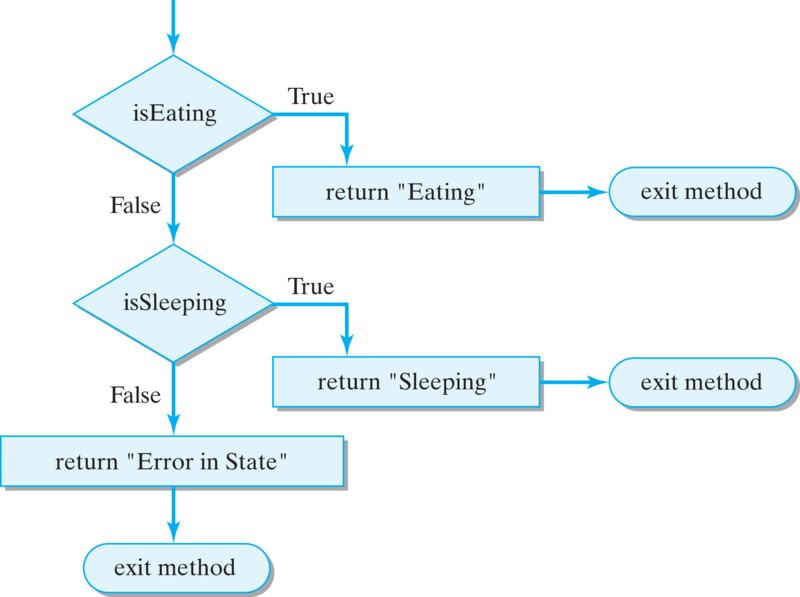 True
isEating
return "Eating"
exit method
False
True
isSleeping
return "Sleeping"
exit method
False
return "Error in State"
exit method